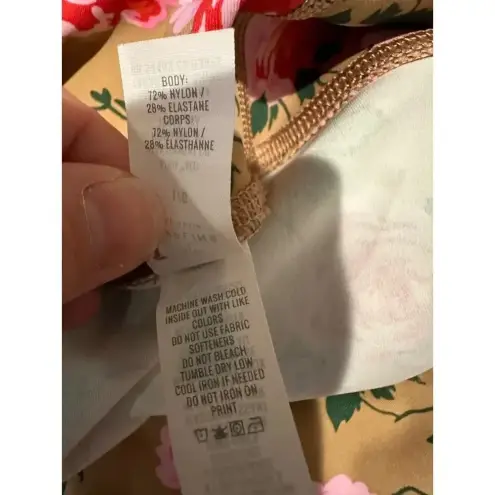 BODY:
72% NYLON /
28% ELASTANE
CORPS
72% NYLON /
28% ÉLASTHANNE
MACHINE WASH COLD
INSIDE OUT WITH LIKE
COLORS
DO NOT USE FABRIC
SOFTENERS
DO NOT BLEACH
TUMBLE DRY LOW
COOL IRON IF NEEDED
DO NOT IRON ON
PRINT